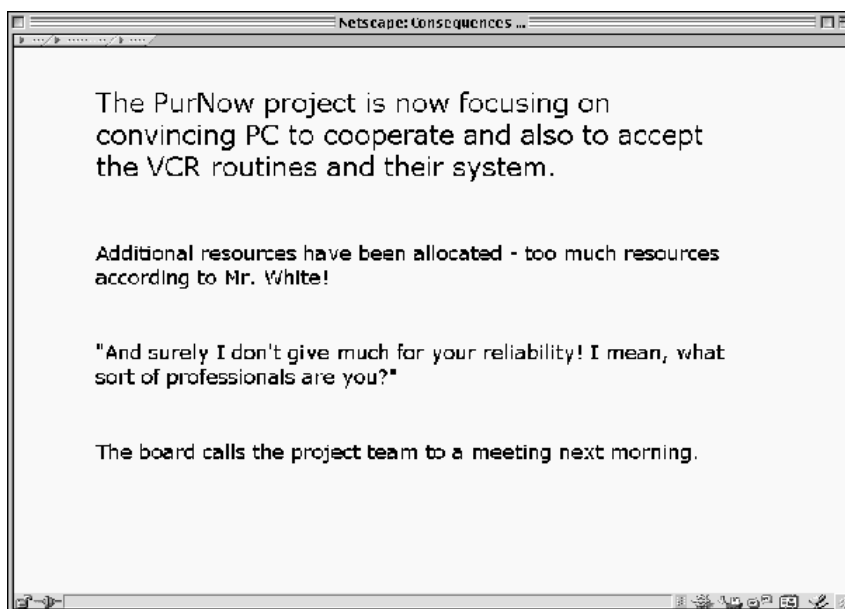 Netscape: Consequences ...
The PurNow project is now focusing on
convincing PC to cooperate and also to accept
the VCR routines and their system.
Additional resources have been allocated - too much resources
according to Mr. White!
"And surely I don't give much for your reliability! I mean, what
sort of professionals are you?"
The board calls the project team to a meeting next morning.